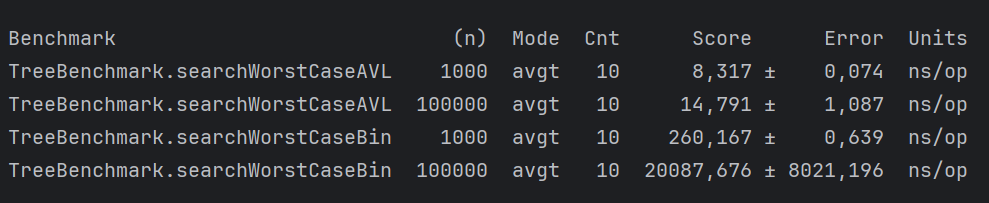 Benchmark (n) Mode Cnt Score Error Units
TreeBenchmark.searchWorstCaseAVL 1000 avgt 10 8,317 ± 0,074 ns/op
TreeBenchmark.searchWorstCaseAVL 100000 avgt 10 14,791 ± 1,087 ns/op
TreeBenchmark.searchWorstCaseBin 1000 avgt 10 260,167 ± 0,639 ns/op
TreeBenchmark.searchWorstCaseBin 100000 avgt 10 20087,676 ± 8021,196 ns/op